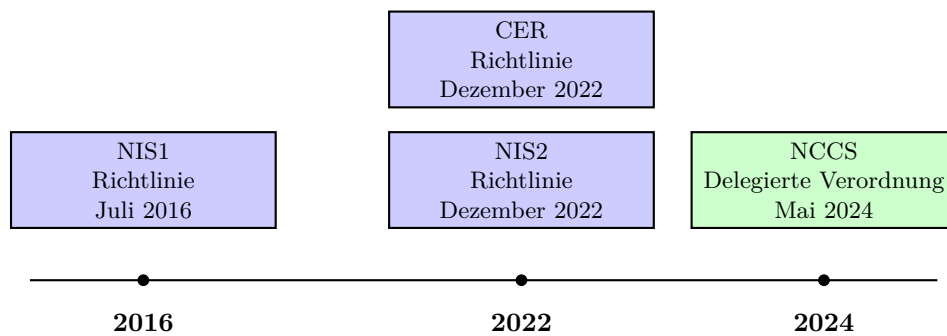 CER
Richtlinie
Dezember 2022
NIS1
Richtlinie
Juli 2016
NIS2
Richtlinie
Dezember 2022
NCCS
Delegierte Verordnung
Mai 2024
2016
2022
2024